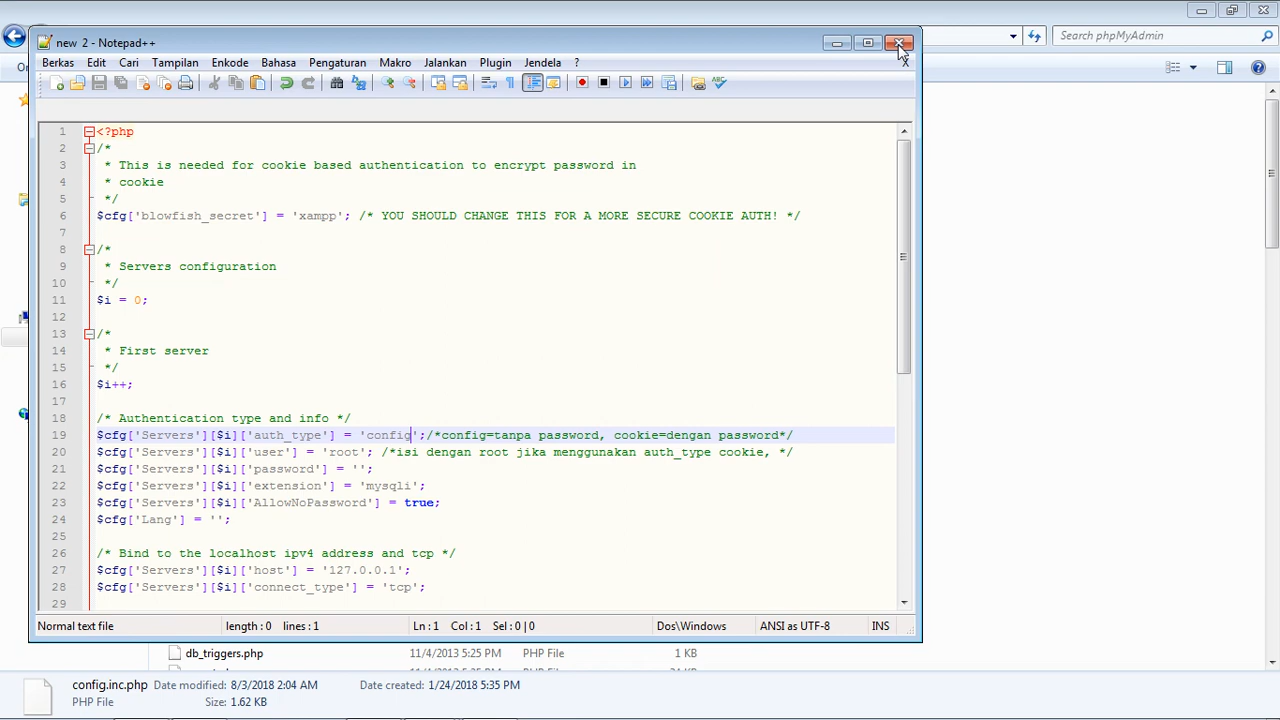 new 2 - Notepad++
Search phpMyAdmin
Berkas Edit Cari Tampilan nkode Bahasa Pengaturan Makro Jalankan Plugin Jendela ?
1 <?php
2 /*
3 * This is needed for cookie based authentication to encrypt password in
4 * cookie
5 */
6 $cfg['blowfish_secret'] = 'xampp'; /* YOU SHOULD CHANGE THIS FOR A MORE SECURE COOKIE AUTH! */
7
8 /*
9 * Servers configuration
10 */
11 $i = 0;
12
13 /*
14 * First server
15 */
16 $i++;
17
18 /* Authentication type and info */
19 $cfg['Servers'][$i]['auth_type'] = 'config';/*config=tanpa password, cookie=dengan password*/
20 $cfg['Servers'][$i]['user'] = 'root'; /*isi dengan root jika menggunakan auth_type cookie, */
21 $cfg['Servers'][$i]['password'] = '';
22 $cfg['Servers'][$i]['extension'] = 'mysqli';
23 $cfg['Servers'][$i]['AllowNoPassword'] = true;
24 $cfg['Lang'] = '';
25
26 /* Bind to the localhost ipv4 address and tcp */
27 $cfg['Servers'][$i]['host'] = '127.0.0.1';
28 $cfg['Servers'][$i]['connect_type'] = 'tcp';
29
Normal text file length : 0 lines : 1 Ln : 1 Col : 1 Sel : 0 | 0 Dos\Windows ANSI as UTF-8 INS
db_triggers.php 11/4/2013 5:25 PM PHP File 1 KB
config.inc.php Date modified: 8/3/2018 2:04 AM Date created: 1/24/2018 5:35 PM
PHP File Size: 1.62 KB